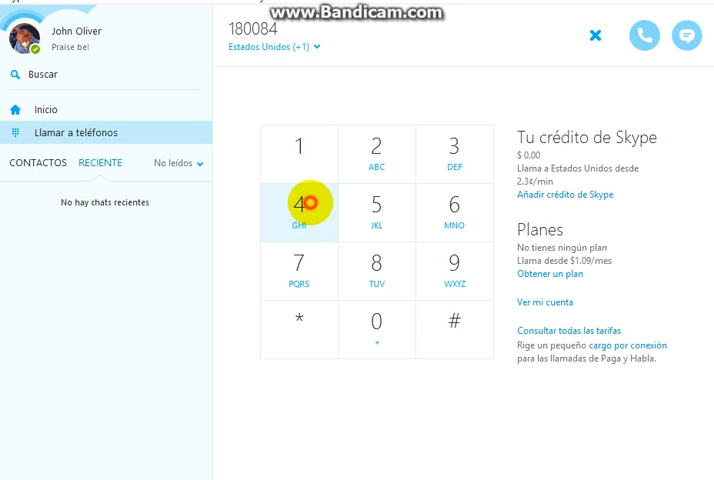 www.Bandicam.com
John Oliver
Praise be!
Buscar
Inicio
Llamar a teléfonos
CONTACTOS RECIENTE No leídos
No hay chats recientes
180084
Estados Unidos (+1)
1
2
ABC
3
DEF
4
GHI
5
JKL
6
MNO
7
PQRS
8
TUV
9
WXYZ
*
0
+
#
Tu crédito de Skype
$ 0,00
Llama a Estados Unidos desde
2.3¢/min
Añadir crédito de Skype
Planes
No tienes ningún plan
Llama desde $1.09/mes
Obtener un plan
Ver mi cuenta
Consultar todas las tarifas
Rige un pequeño cargo por conexión
para las llamadas de Paga y Habla.